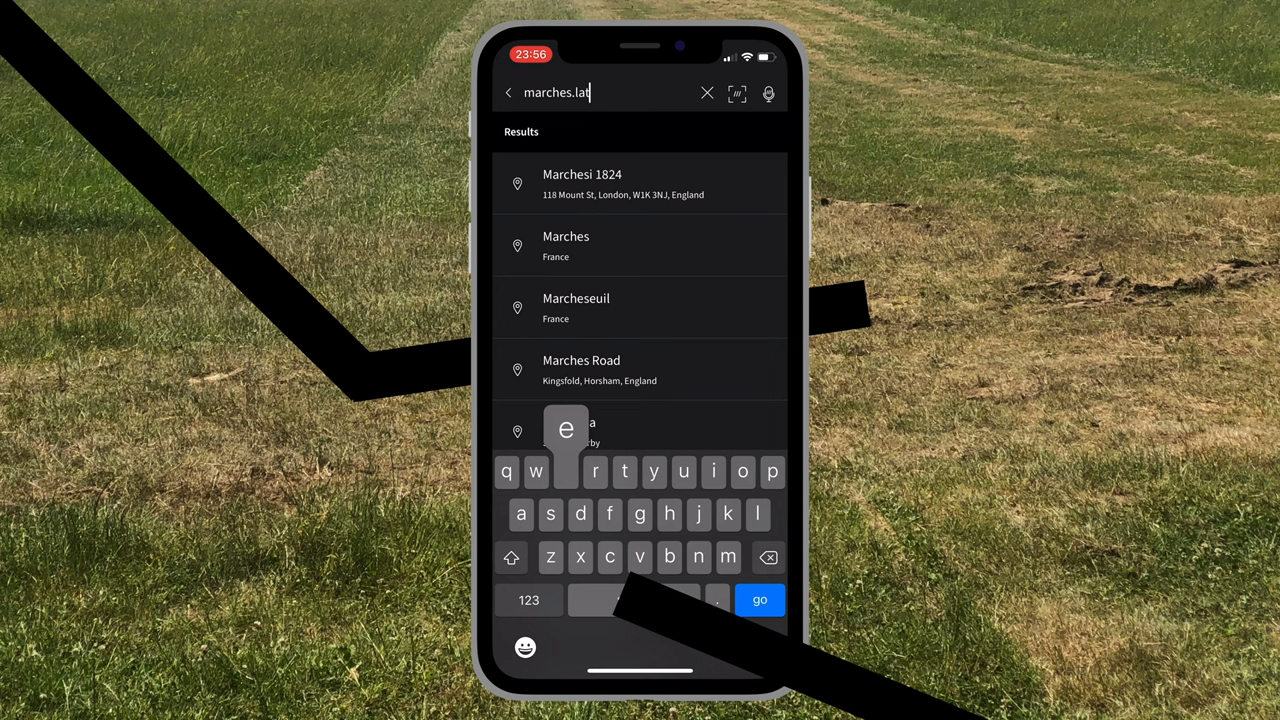 23:56
marches.lat
Results
Marchesi 1824
118 Mount St, London, W1K 3NJ, England
Marches
France
Marcheseuil
France
Marches Road
Kingsfold, Horsham, England
e
q w r t y u i o p
a s d f g h j k l
z x c v b n m
123 . go